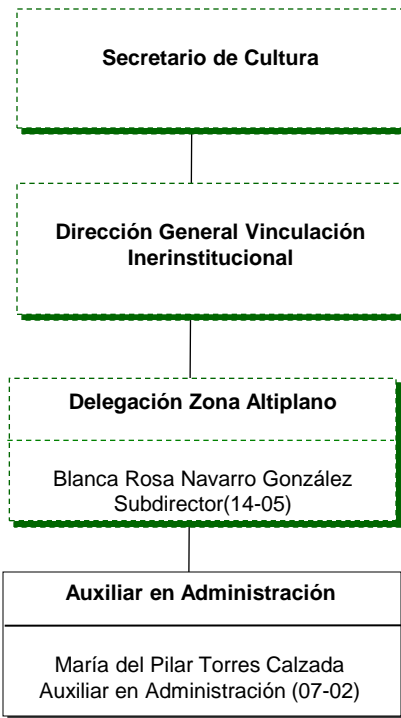 Secretario de Cultura
Dirección General Vinculación
Inerinstitucional
Delegación Zona Altiplano
Blanca Rosa Navarro González
Subdirector(14-05)
Auxiliar en Administración
María del Pilar Torres Calzada
Auxiliar en Administración (07-02)